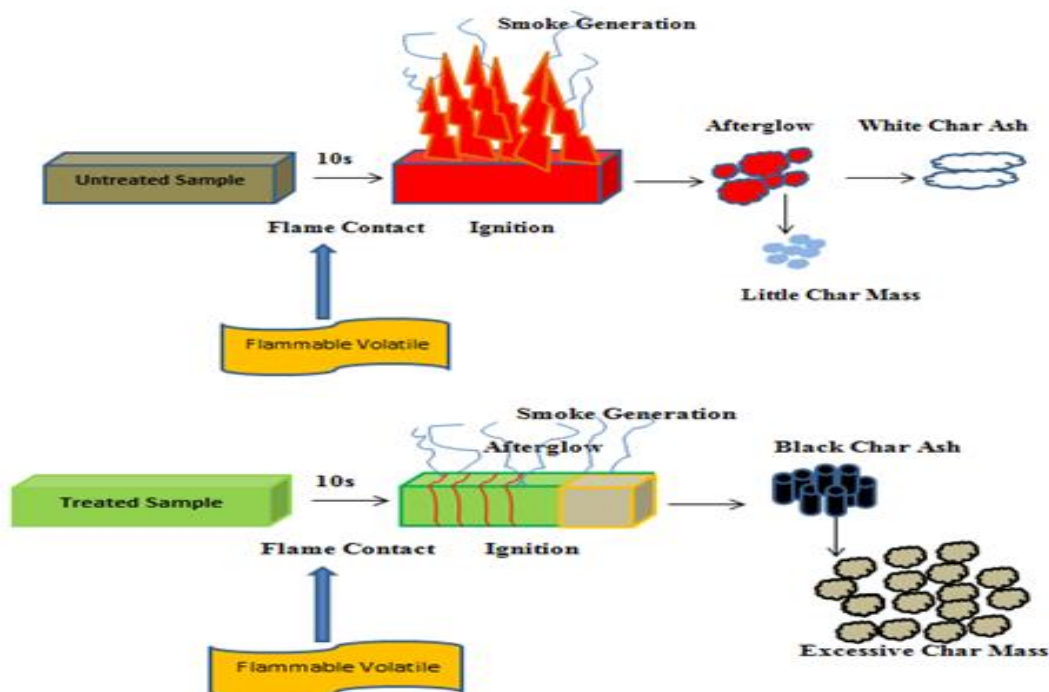 Smoke Generation
Afterglow
White Char Ash
10s
Untreated Sample
Flame Contact
Ignition
Little Char Mass
Flammable Volatile
Smoke Generation
Afterglow
Black Char Ash
10s
Treated Sample
Flame Contact
Ignition
Excessive Char Mass
Flammable Volatile